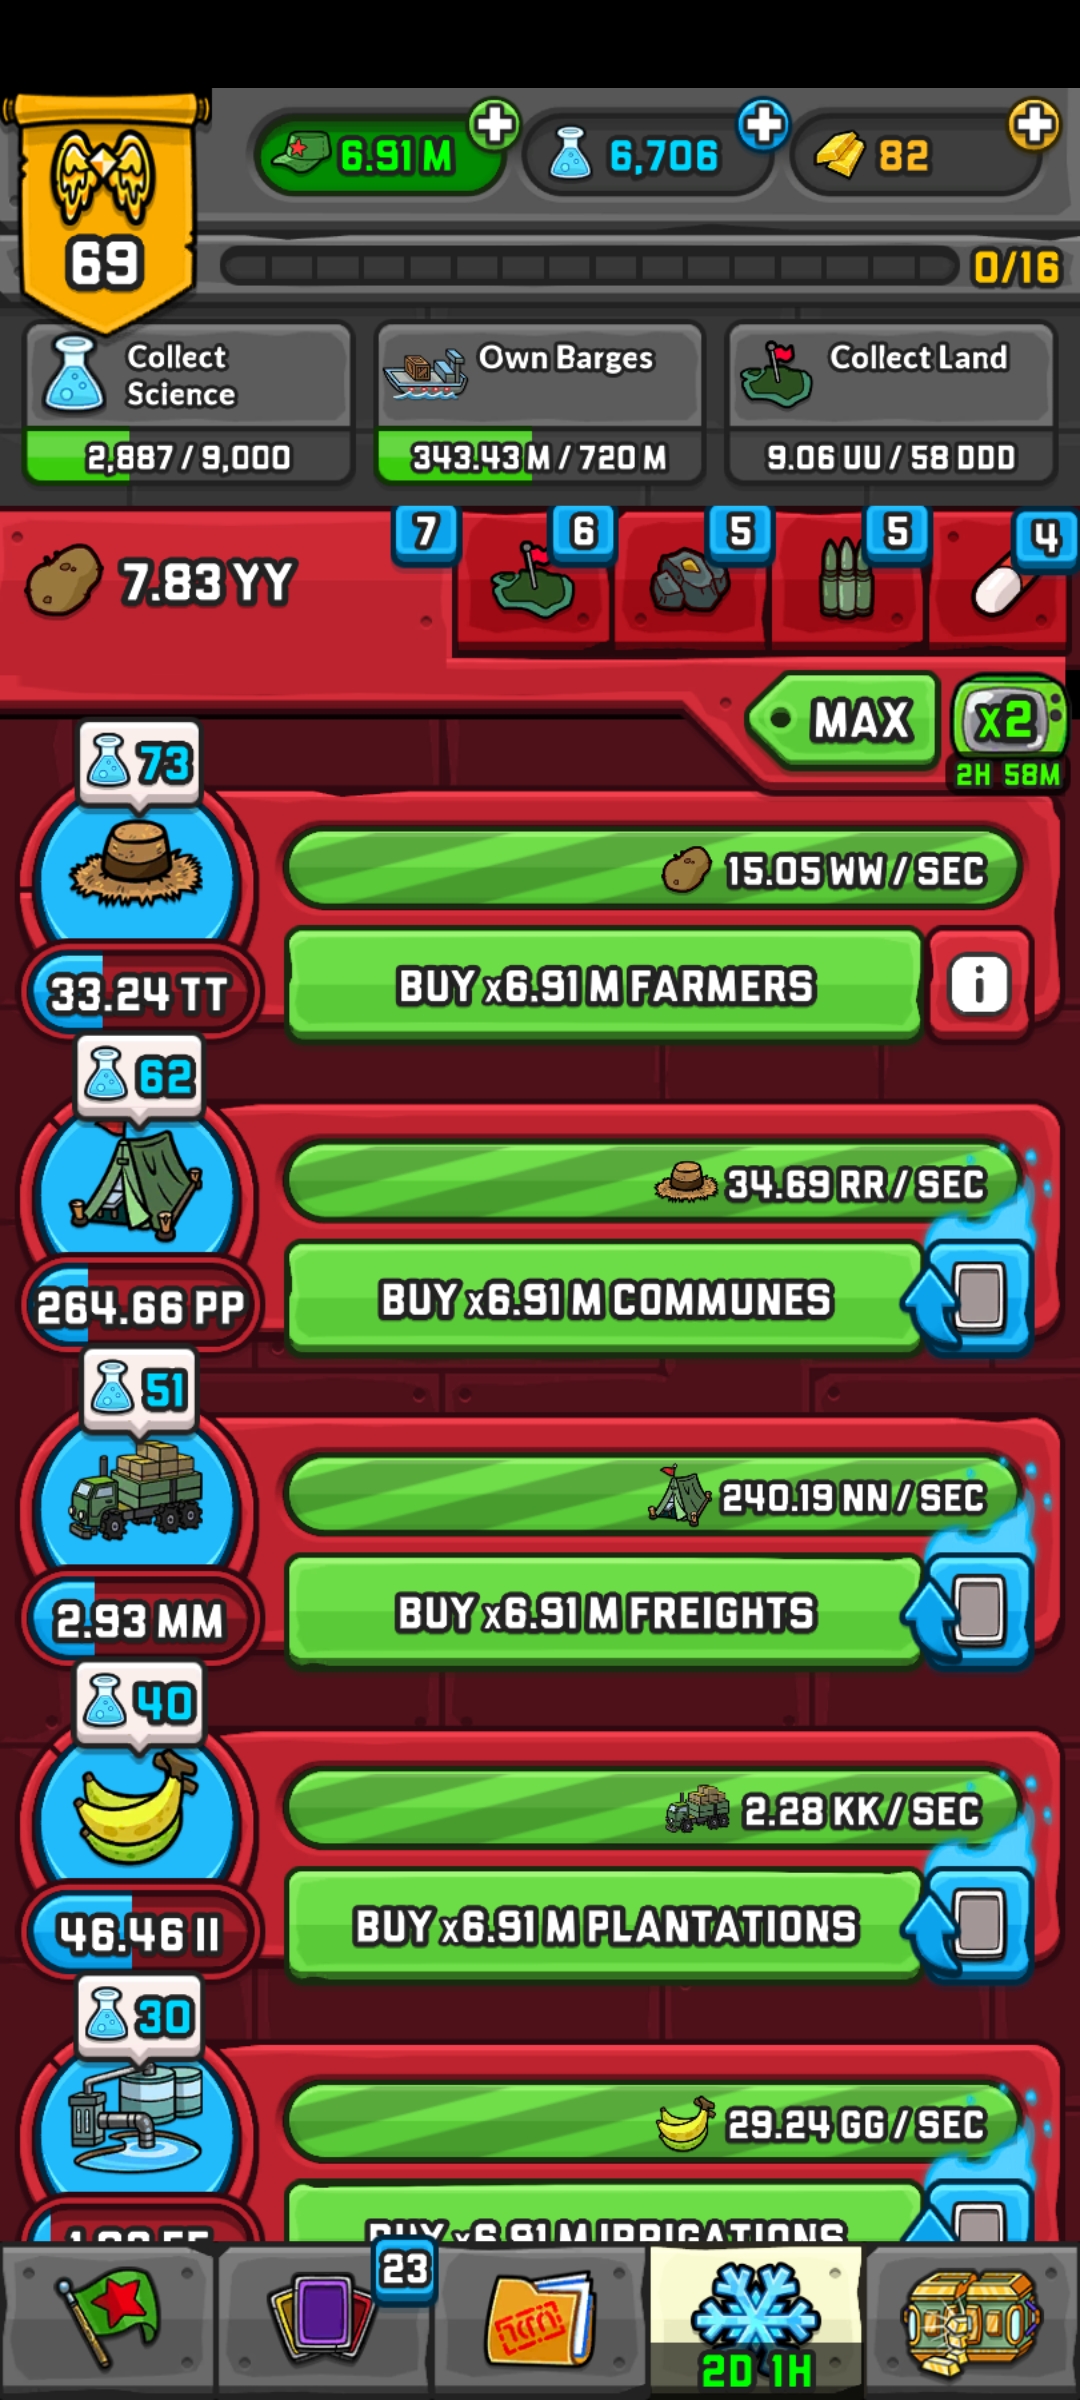 6.91 M
6,706
82
69
0/16
Collect
Science
2,887 / 9,000
Own Barges
343.43 M / 720 M
Collect Land
9.06 UU / 58 DDD
7.83 YY
7
6
5
5
4
MAX
x2
2H 58M
73
15.05 WW / SEC
BUY x6.91 M FARMERS
i
33.24 TT
62
34.69 RR / SEC
BUY x6.91 M COMMUNES
264.66 PP
51
240.19 NN / SEC
BUY x6.91 M FREIGHTS
2.93 MM
40
2.28 KK / SEC
BUY x6.91 M PLANTATIONS
46.46 II
30
29.24 GG / SEC
BUY x6.91 M IRRIGATIONS
23
2D 1H